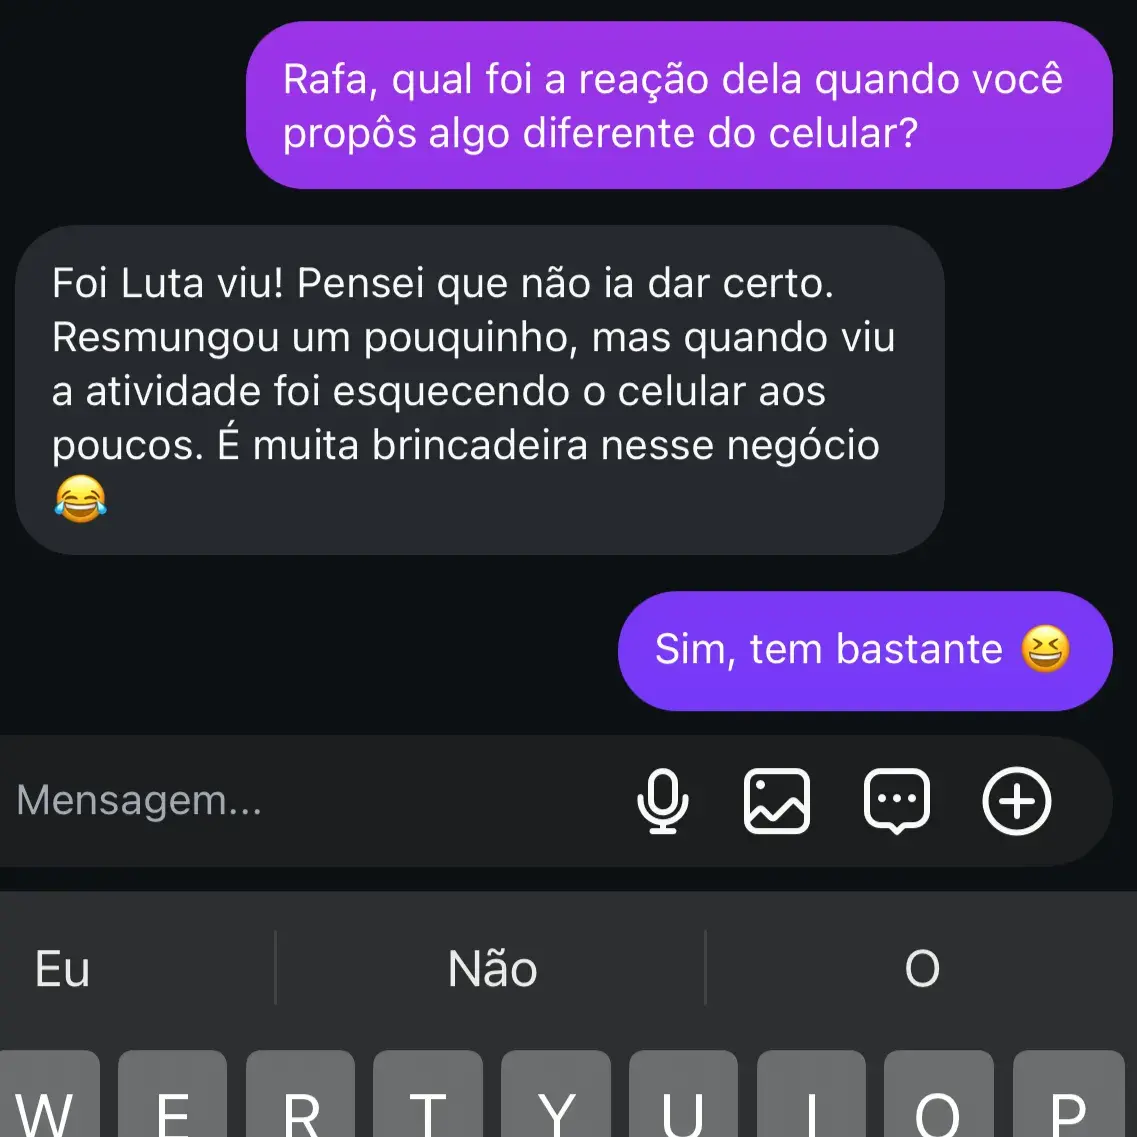 Rafa, qual foi a reação dela quando você
propôs algo diferente do celular?
Foi Luta viu! Pensei que não ia dar certo.
Resmungou um pouquinho, mas quando viu
a atividade foi esquecendo o celular aos
poucos. É muita brincadeira nesse negócio
😂
Sim, tem bastante 😆
Mensagem...
Eu Não O
W E R T Y U I O P